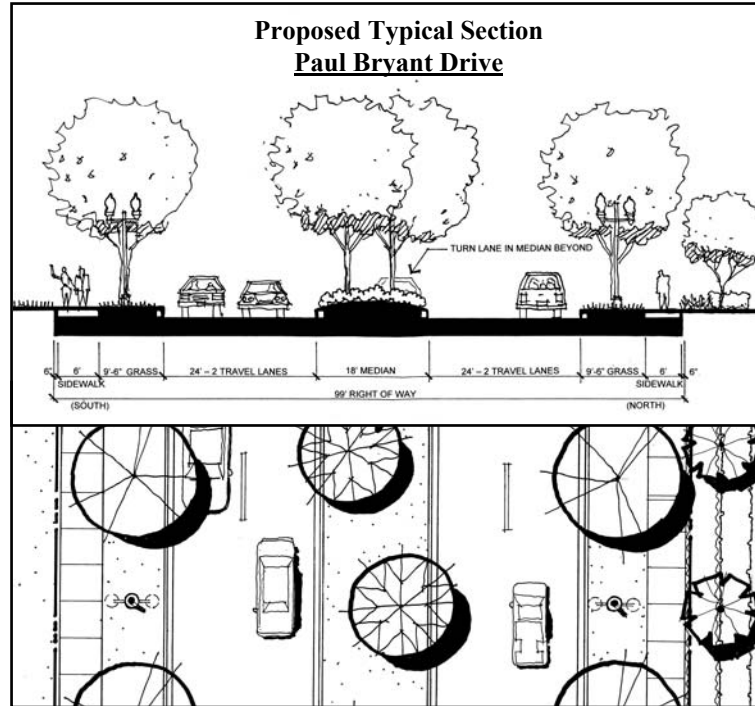 Proposed Typical Section
Paul Bryant Drive
TURN LANE IN MEDIAN BEYOND
6" 6' 9'-6" GRASS 24' – 2 TRAVEL LANES 18' MEDIAN 24' – 2 TRAVEL LANES 9'-6" GRASS 6' 6"
SIDEWALK SIDEWALK
99' RIGHT OF WAY
(SOUTH) (NORTH)